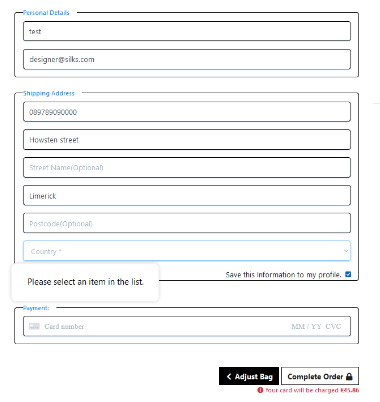 Personal Details
test
designer@silks.com
Shipping Address
089789090000
Howsten street
Street Name(Optional)
Limerick
Postcode(Optional)
Country *
Please select an item in the list.
Save this information to my profile.
Payment:
Card number MM / YY CVC
Adjust Bag Complete Order
Your card will be charged €45.86